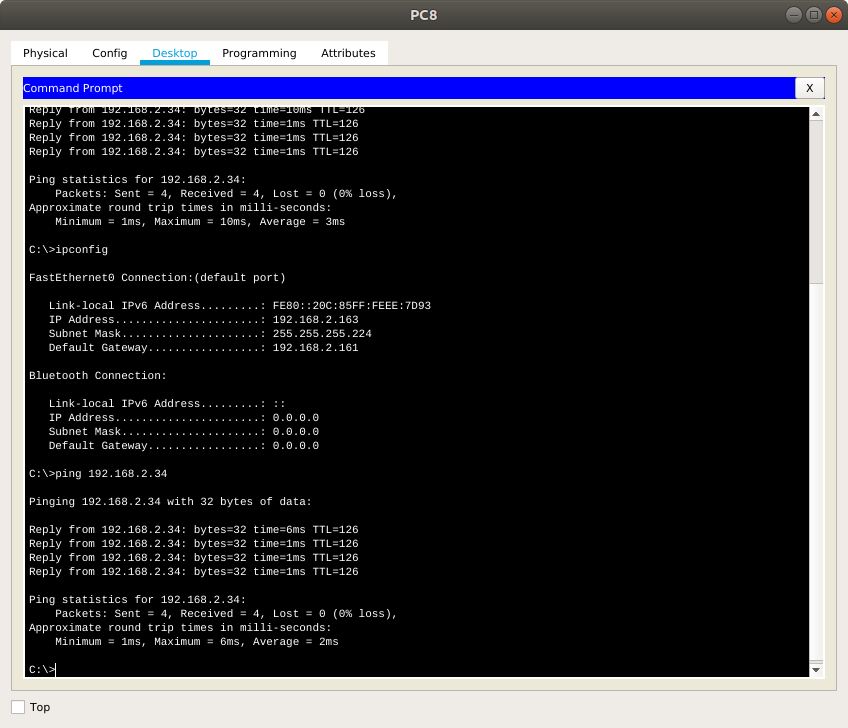 PC8
Physical Config Desktop Programming Attributes
Command Prompt X
Reply from 192.168.2.34: bytes=32 time=10ms TTL=126
Reply from 192.168.2.34: bytes=32 time=1ms TTL=126
Reply from 192.168.2.34: bytes=32 time=1ms TTL=126
Reply from 192.168.2.34: bytes=32 time=1ms TTL=126
Ping statistics for 192.168.2.34:
Packets: Sent = 4, Received = 4, Lost = 0 (0% loss),
Approximate round trip times in milli-seconds:
Minimum = 1ms, Maximum = 10ms, Average = 3ms
C:\>ipconfig
FastEthernet0 Connection:(default port)
Link-local IPv6 Address.........: FE80::20C:85FF:FEEE:7D93
IP Address......................: 192.168.2.163
Subnet Mask.....................: 255.255.255.224
Default Gateway.................: 192.168.2.161
Bluetooth Connection:
Link-local IPv6 Address.........: ::
IP Address......................: 0.0.0.0
Subnet Mask.....................: 0.0.0.0
Default Gateway.................: 0.0.0.0
C:\>ping 192.168.2.34
Pinging 192.168.2.34 with 32 bytes of data:
Reply from 192.168.2.34: bytes=32 time=6ms TTL=126
Reply from 192.168.2.34: bytes=32 time=1ms TTL=126
Reply from 192.168.2.34: bytes=32 time=1ms TTL=126
Reply from 192.168.2.34: bytes=32 time=1ms TTL=126
Ping statistics for 192.168.2.34:
Packets: Sent = 4, Received = 4, Lost = 0 (0% loss),
Approximate round trip times in milli-seconds:
Minimum = 1ms, Maximum = 6ms, Average = 2ms
C:\>
Top